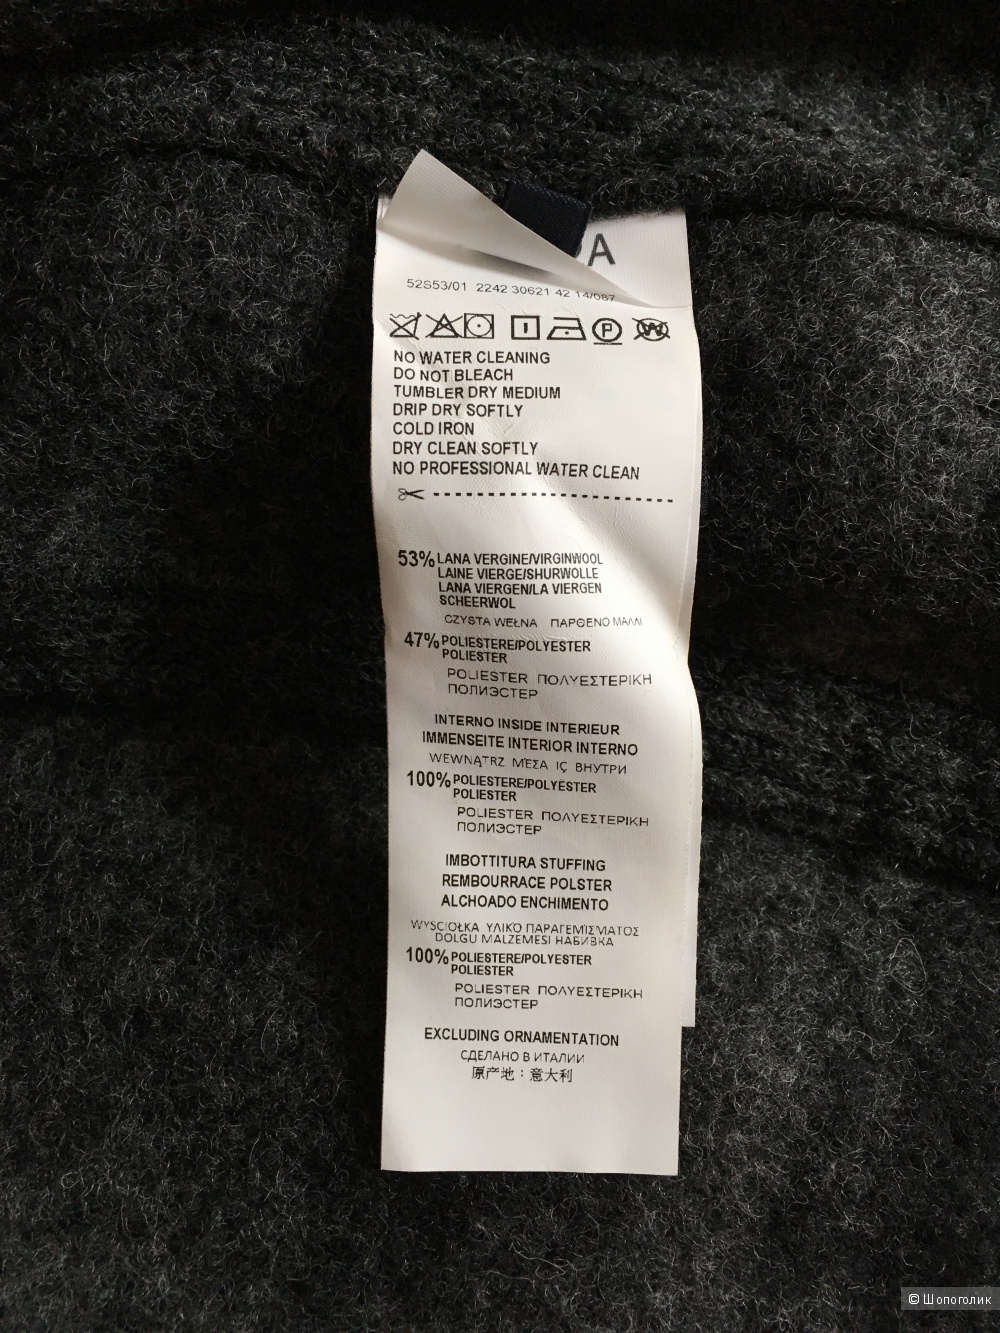 52S53/01 2242 30621 42 14/087
P
W
NO WATER CLEANING
DO NOT BLEACH
TUMBLER DRY MEDIUM
DRIP DRY SOFTLY
COLD IRON
DRY CLEAN SOFTLY
NO PROFESSIONAL WATER CLEAN
53% LANA VERGINE/VIRGINWOOL
LAINE VIERGE/SHURWOLLE
LANA VIERGEN/LA VIERGEN
SCHEERWOL
CZYSTA WEŁNA ΠΑΡΘΕΝΟ ΜΑΛΛΙ
47% POLIESTERE/POLYESTER
POLIESTER
POLIESTER ΠΟΛΥΕΣΤΕΡΙΚΗ
ПОЛИЭСТЕР
INTERNO INSIDE INTERIEUR
IMMENSEITE INTERIOR INTERNO
WEWNĄTRZ ΜΈΣΑ IÇ ВНУТРИ
100% POLIESTERE/POLYESTER
POLIESTER
POLIESTER ΠΟΛΥΕΣΤΕΡΙΚΗ
ПОЛИЭСТЕР
IMBOTTITURA STUFFING
REMBOURRACE POLSTER
ALCHOADO ENCHIMENTO
WYSCIOŁKA ΥΛΙΚΌ ΠΑΡΑΓΕΜΊΣΜΑΤΟΣ
DOLGU MALZEMESI НАБИВКА
100% POLIESTERE/POLYESTER
POLIESTER
POLIESTER ΠΟΛΥΕΣΤΕΡΙΚΗ
ПОЛИЭСТЕР
EXCLUDING ORNAMENTATION
СДЕЛАНО В ИТАЛИИ
原产地：意大利
© Шопоголик